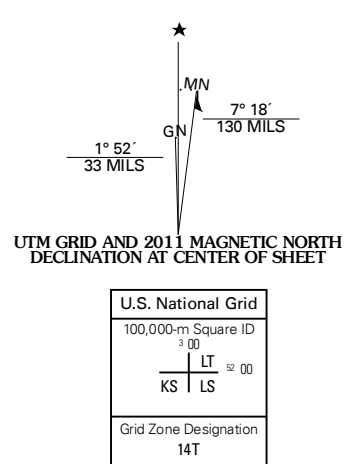 ★
MN
GN
7° 18´
130 MILS
1° 52´
33 MILS
UTM GRID AND 2011 MAGNETIC NORTH
DECLINATION AT CENTER OF SHEET
U.S. National Grid
100,000-m Square ID
3 00
LT 52 00
KS LS
Grid Zone Designation
14T